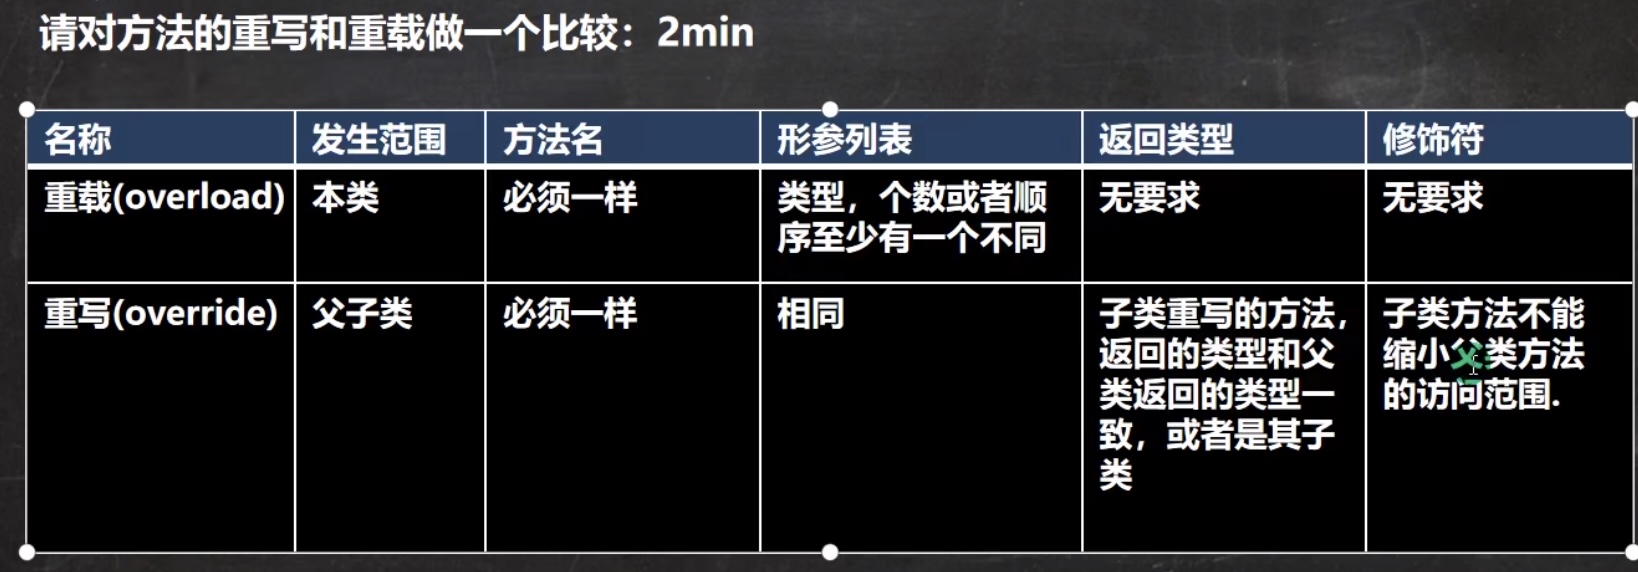 请对方法的重写和重载做一个比较：2min
名称 发生范围 方法名 形参列表 返回类型 修饰符
重载(overload) 本类 必须一样 类型，个数或者顺
序至少有一个不同 无要求 无要求
重写(override) 父子类 必须一样 相同 子类重写的方法，
返回的类型和父
类返回的类型一
致，或者是其子
类
子类方法不能
缩小父类方法
的访问范围.